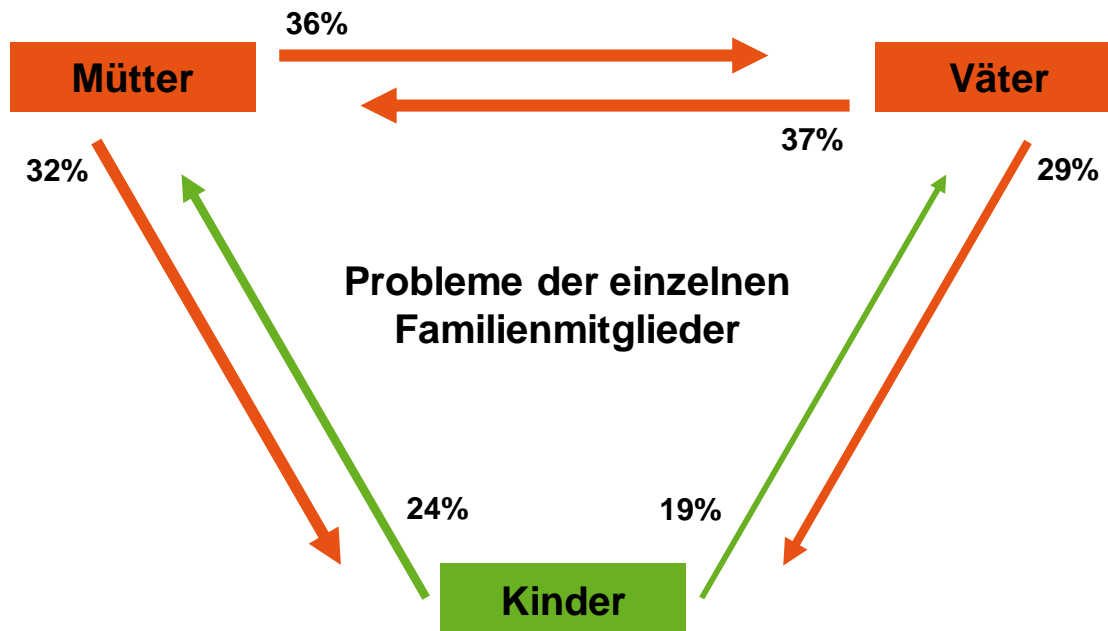 36%
Mütter
Väter
37%
32%
29%
Probleme der einzelnen
Familienmitglieder
24%
19%
Kinder